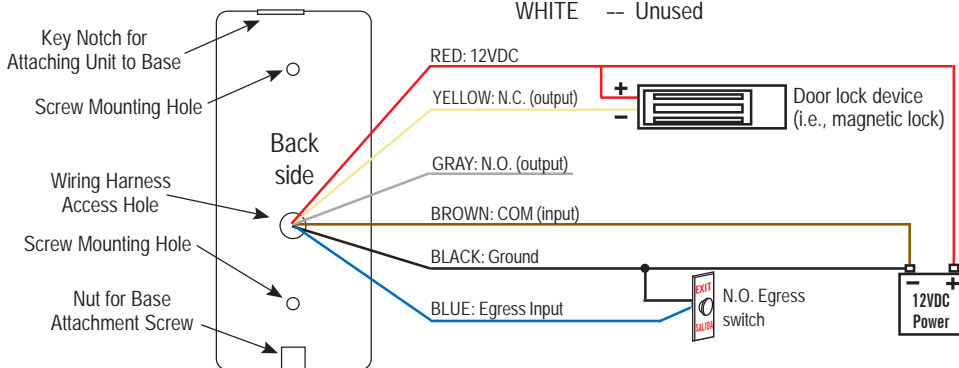 WHITE -- Unused
Key Notch for
Attaching Unit to Base
Screw Mounting Hole
Back
side
Wiring Harness
Access Hole
Screw Mounting Hole
Nut for Base
Attachment Screw
RED: 12VDC
YELLOW: N.C. (output)
GRAY: N.O. (output)
BROWN: COM (input)
BLACK: Ground
BLUE: Egress Input
+
–
Door lock device
(i.e., magnetic lock)
EXIT
SALIDA
N.O. Egress
switch
– +
12VDC
Power